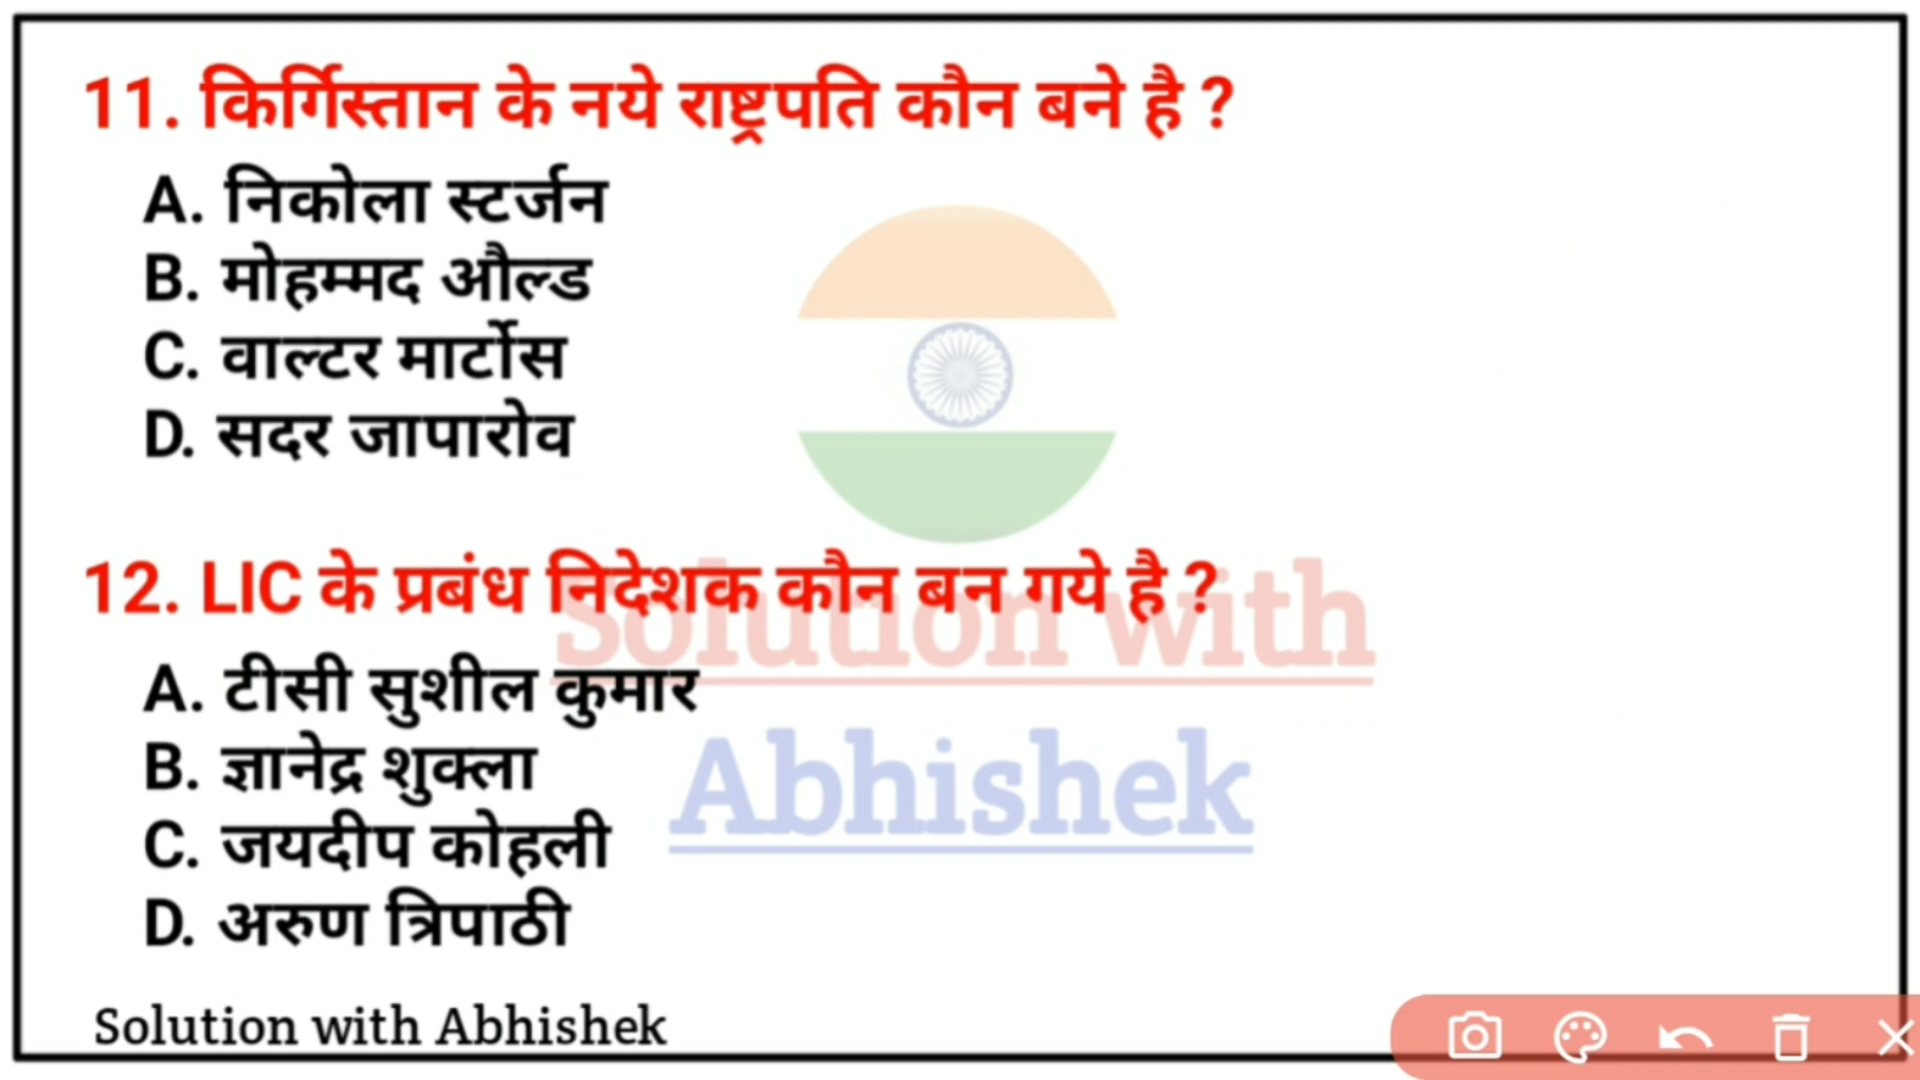 11. किर्गिस्तान के नये राष्ट्रपति कौन बने है ?
A. निकोला स्टर्जन
B. मोहम्मद औल्ड
C. वाल्टर मार्टोस
D. सदर जापारोव
12. LIC के प्रबंध निदेशक कौन बन गये है ?
Solution with
A. टीसी सुशील कुमार
B. ज्ञानेद्र शुक्ला
Abhishek
C. जयदीप कोहली
D. अरुण त्रिपाठी
Solution with Abhishek